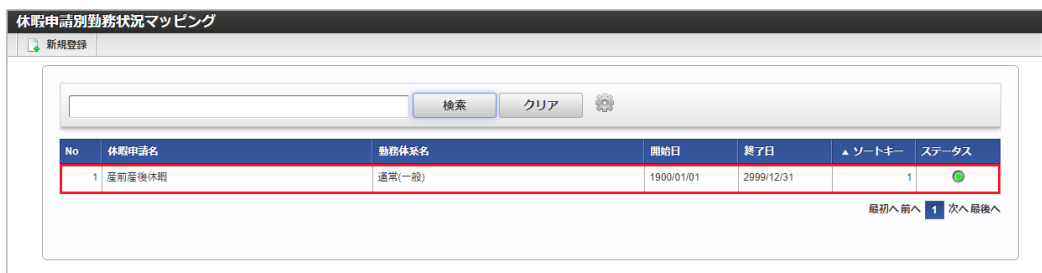 休暇申請別勤務状況マッピング
新規登録
検索 クリア
No 休暇申請名 勤務体系名 開始日 終了日 ▲ ソートキー ステータス
1 産前産後休暇 通常(一般) 1900/01/01 2999/12/31 1
最初へ 前へ 1 次へ 最後へ